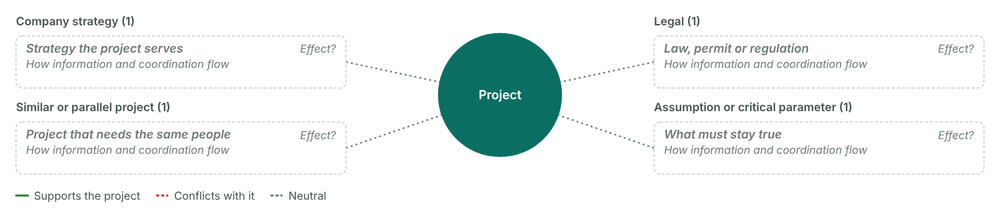 Company strategy (1)
Strategy the project serves
Effect?
How information and coordination flow
Similar or parallel project (1)
Project that needs the same people
Effect?
How information and coordination flow
Project
Legal (1)
Law, permit or regulation
Effect?
How information and coordination flow
Assumption or critical parameter (1)
What must stay true
Effect?
How information and coordination flow
Supports the project
Conflicts with it
Neutral